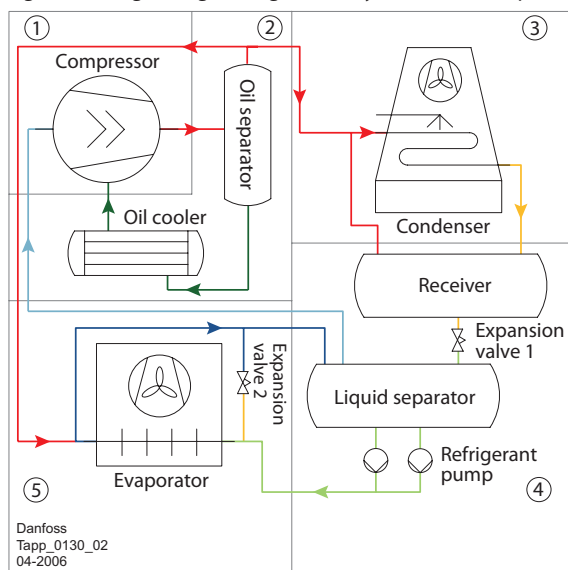 1
2
3
Compressor
Oil separator
Oil cooler
Condenser
Receiver
Expansion
valve 1
Expansion
valve 2
Liquid separator
Refrigerant
pump
Evaporator
5
4
Danfoss
Tapp_0130_02
04-2006